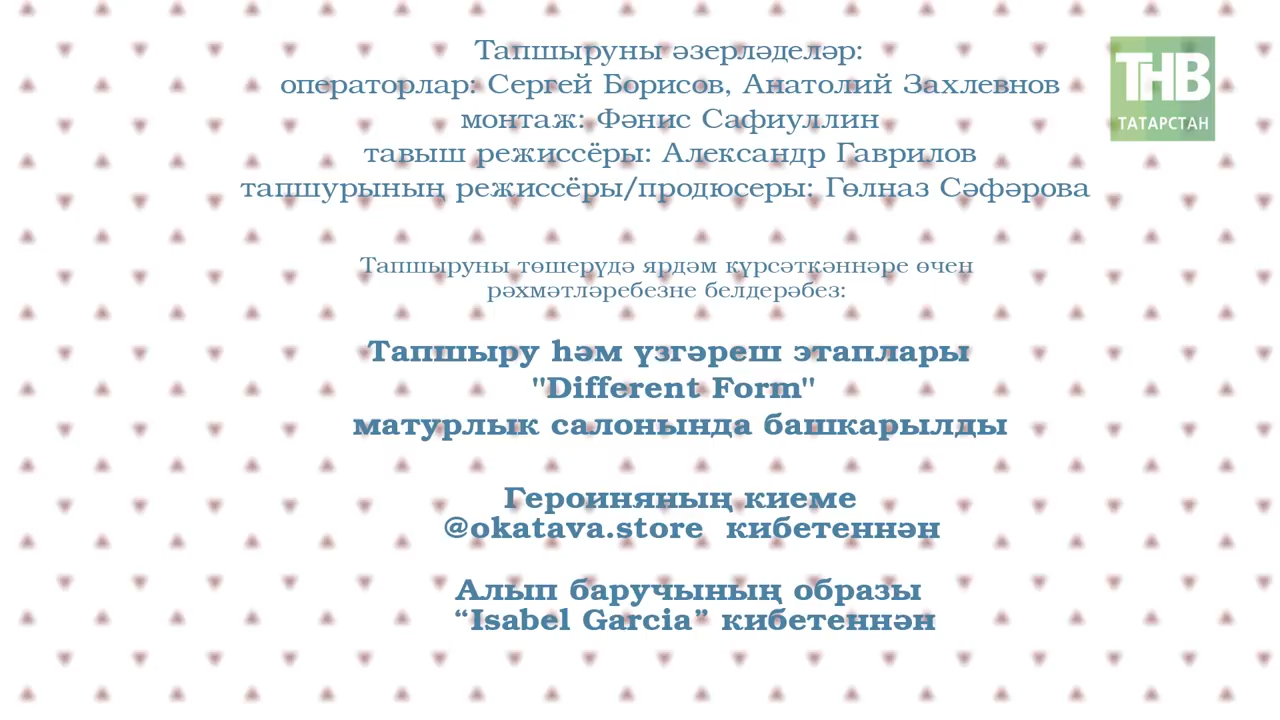 Тапшыруны әзерләделәр:
операторлар: Сергей Борисов, Анатолий Захлевнов
монтаж: Фәнис Сафиуллин
тавыш режиссёры: Александр Гаврилов
тапшурының режиссёры/продюсеры: Гөлназ Сәфәрова
ТНВ
ТАТАРСТАН
Тапшыруны төшерүдә ярдәм күрсәткәннәре өчен
рәхмәтләребезне белдерәбез:
Тапшыру һәм үзгәреш этаплары
"Different Form"
матурлык салонында башкарылды
Героиняның киеме
@okatava.store кибетеннән
Алып баручының образы
“Isabel Garcia” кибетеннән